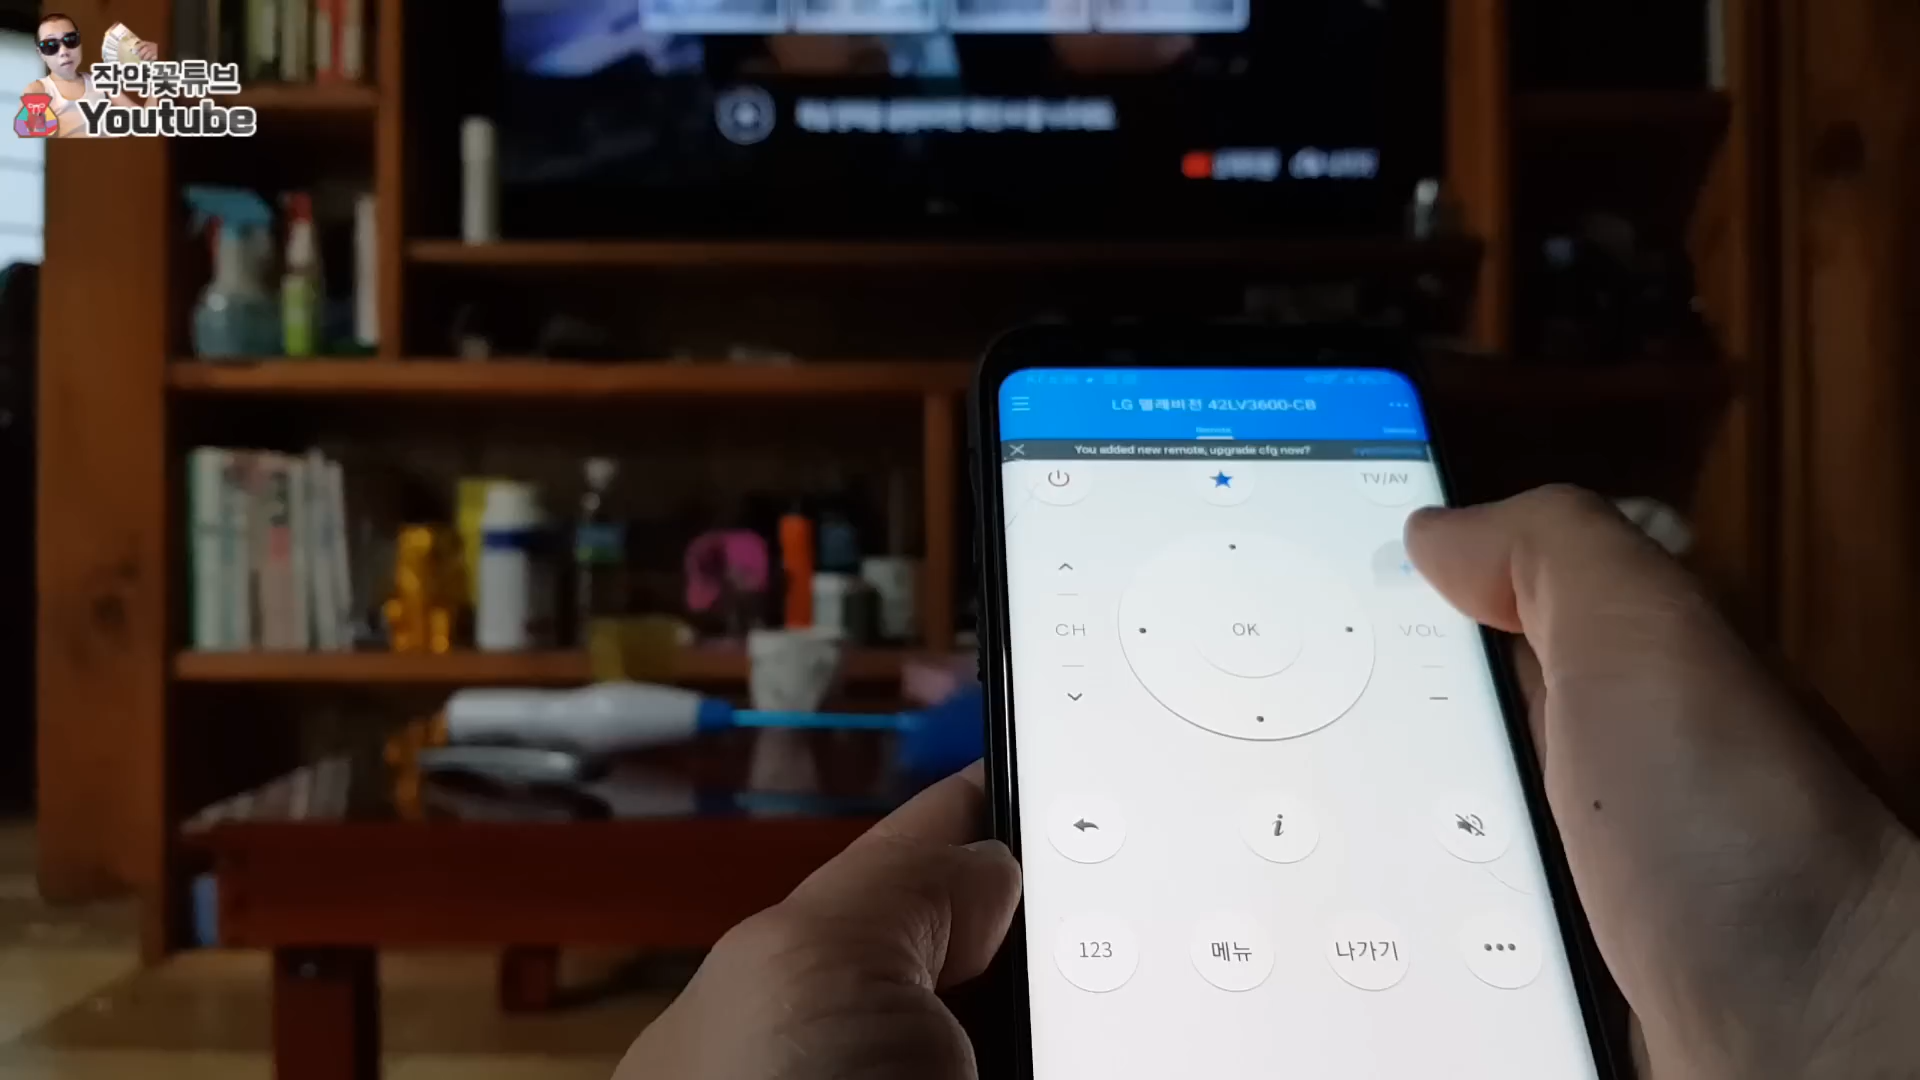 작약꽃튜브
Youtube
LG 텔레비전 42LV3600-CB
Remote
You added new remote, upgrade cfg now?
TV/AV
CH
OK
VOL
i
123
메뉴
나가기